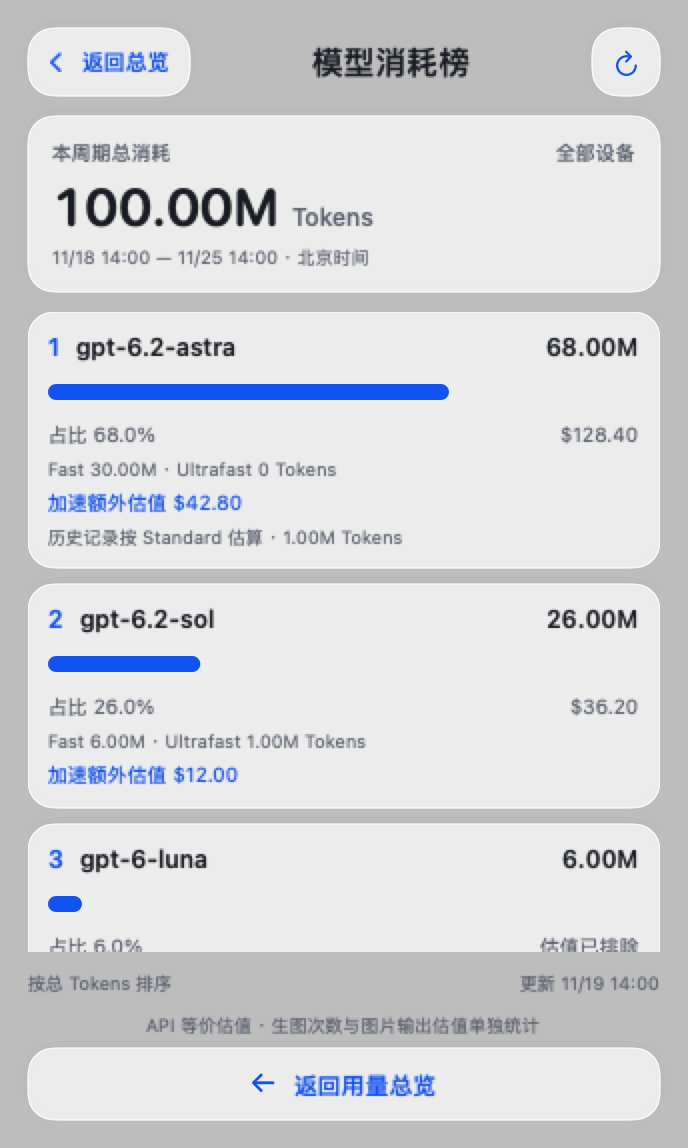 返回总览
模型消耗榜
本周期总消耗 全部设备
100.00M Tokens
11/18 14:00 — 11/25 14:00 · 北京时间
1 gpt-6.2-astra 68.00M
占比 68.0% $128.40
Fast 30.00M · Ultrafast 0 Tokens
加速额外估值 $42.80
历史记录按 Standard 估算 · 1.00M Tokens
2 gpt-6.2-sol 26.00M
占比 26.0% $36.20
Fast 6.00M · Ultrafast 1.00M Tokens
加速额外估值 $12.00
3 gpt-6-luna 6.00M
占比 6.0% 估值已排除
按总 Tokens 排序 更新 11/19 14:00
API 等价估值 · 生图次数与图片输出估值单独统计
返回用量总览